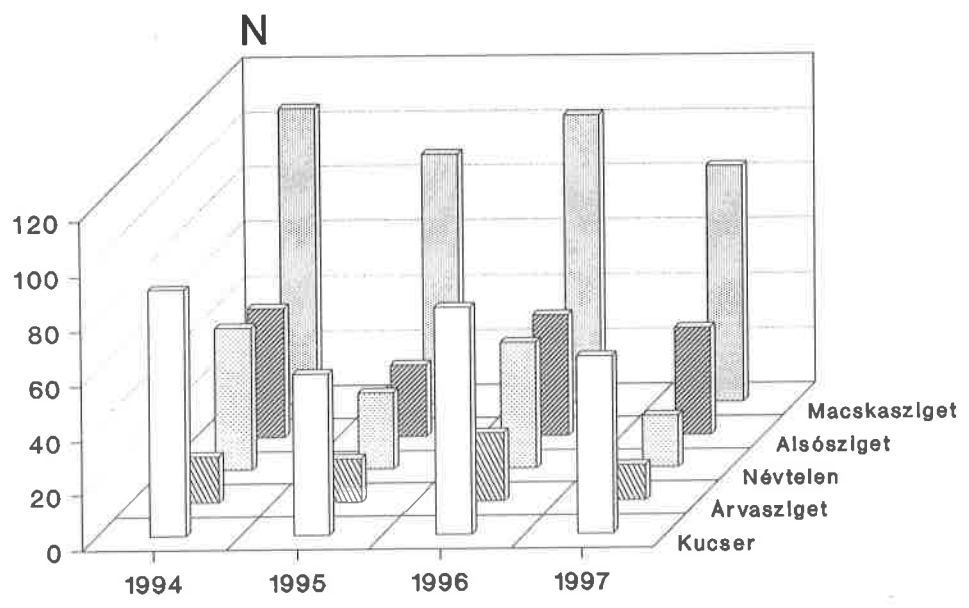 N
120
100
80
60
40
20
0
1994
1995
1996
1997
Macskasziget
Alsósziget
Névtelen
Árvasziget
Kucser